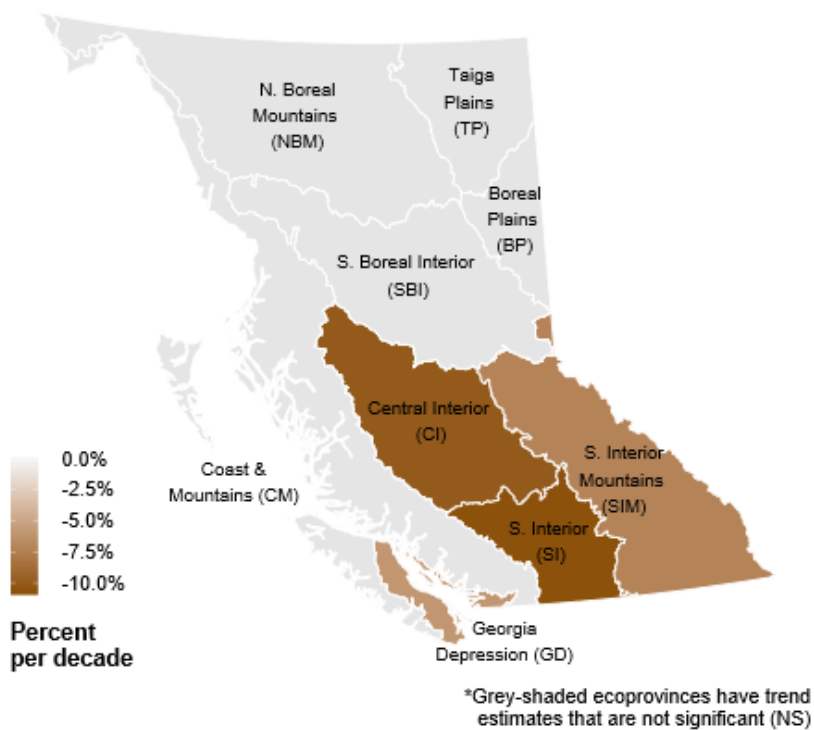 N. Boreal
Mountains
(NBM)
Taiga
Plains
(TP)
Boreal
Plains
(BP)
S. Boreal Interior
(SBI)
Central Interior
(CI)
S. Interior
Mountains
(SIM)
S. Interior
(SI)
Coast &
Mountains (CM)
Georgia
Depression (GD)
0.0%
-2.5%
-5.0%
-7.5%
-10.0%
Percent
per decade
*Grey-shaded ecoprovinces have trend
estimates that are not significant (NS)